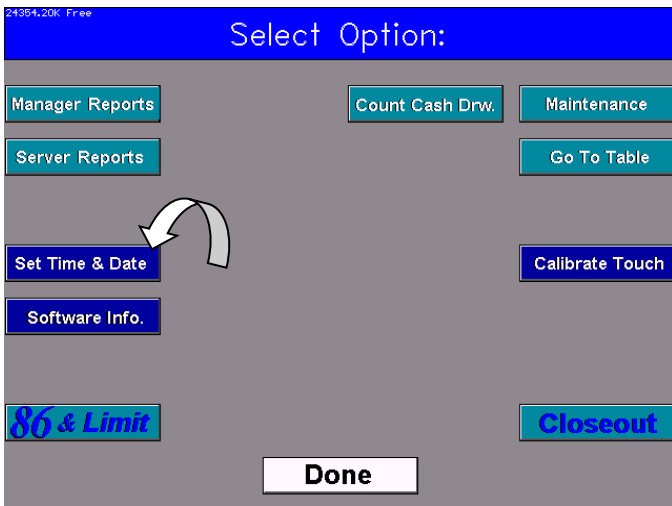 24354.20K Free
Select Option:
Manager Reports
Count Cash Drw.
Maintenance
Server Reports
Go To Table
Set Time & Date
Calibrate Touch
Software Info.
86 & Limit
Closeout
Done